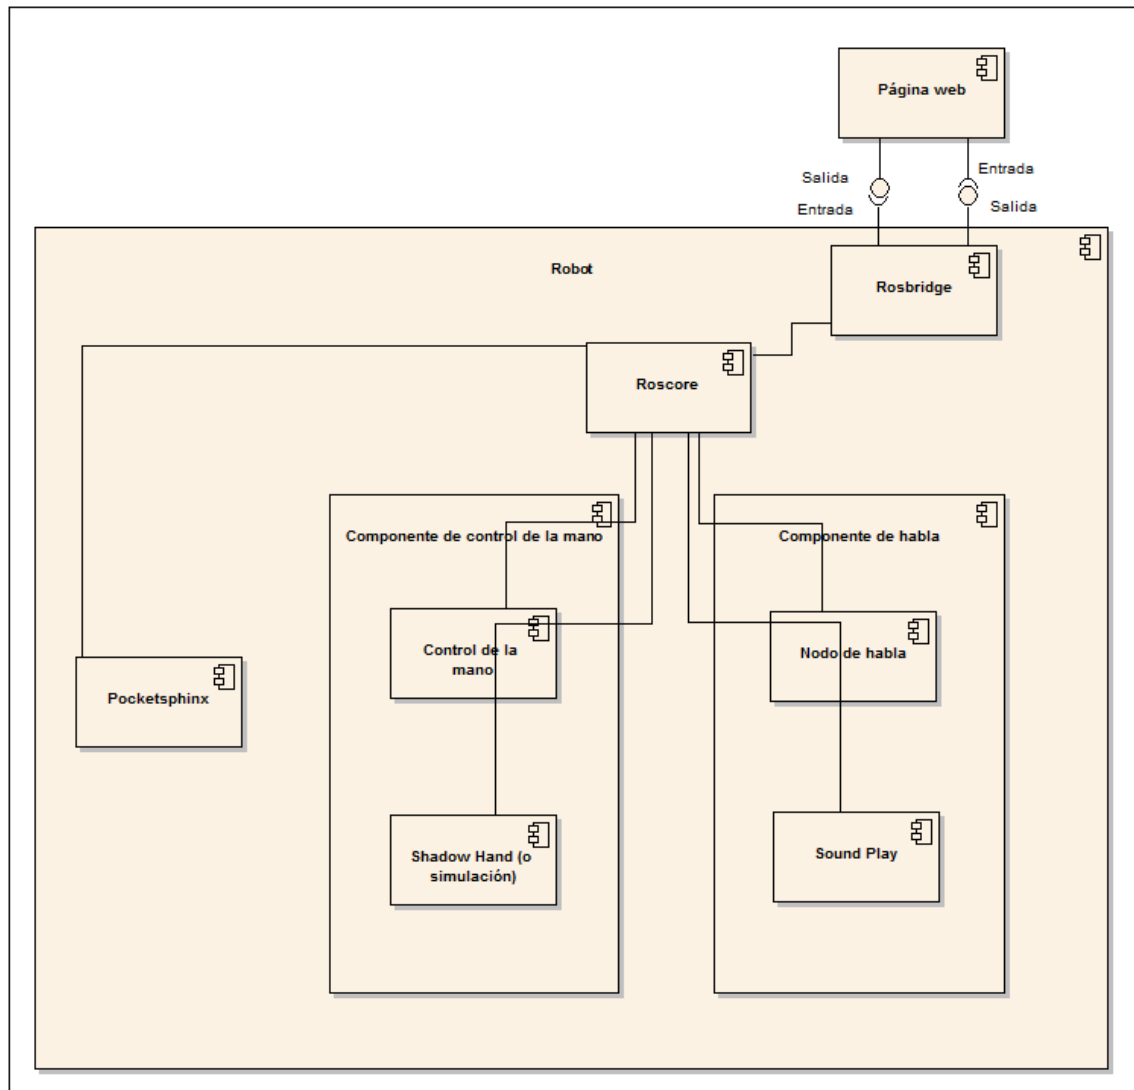 Página web
Salida
Entrada
Entrada
Salida
Robot
Rosbridge
Roscore
Componente de control de la mano
Componente de habla
Control de la
mano
Nodo de habla
Pocketsphinx
Shadow Hand (o
simulación)
Sound Play